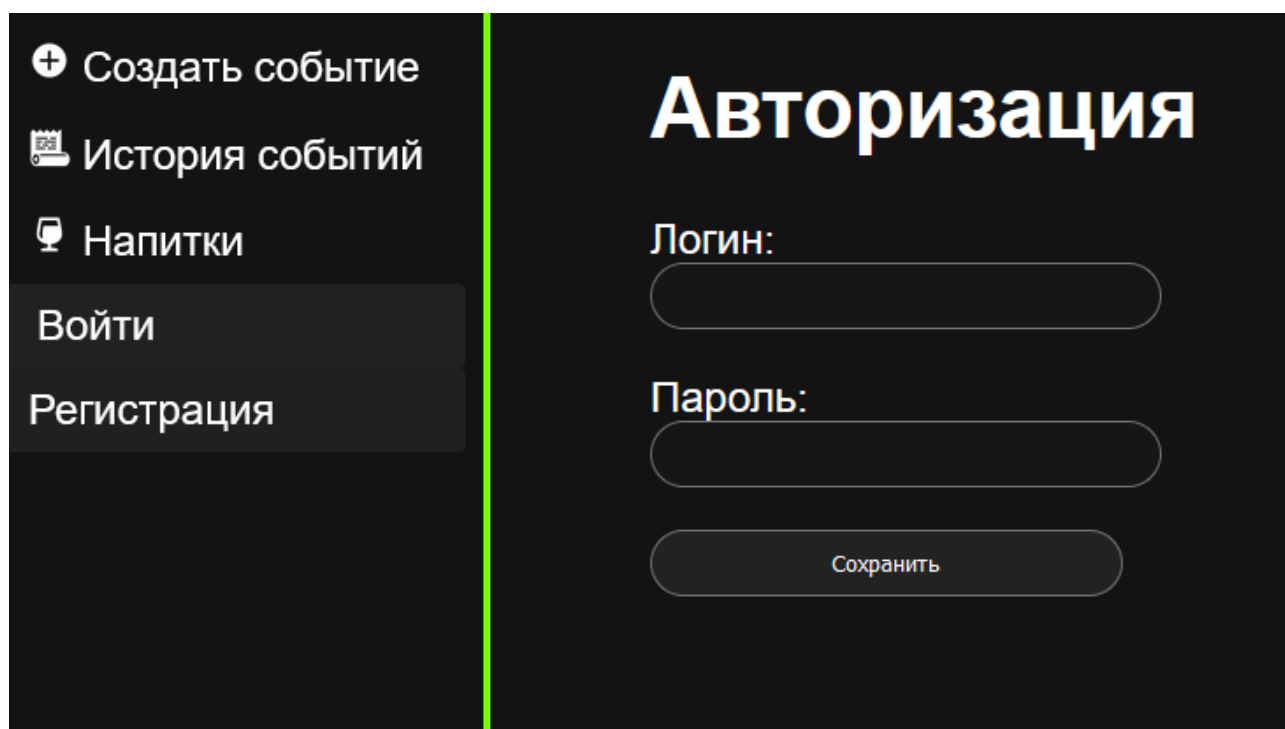 Создать событие
История событий
Напитки
Войти
Регистрация
Авторизация
Логин:
Пароль:
Сохранить